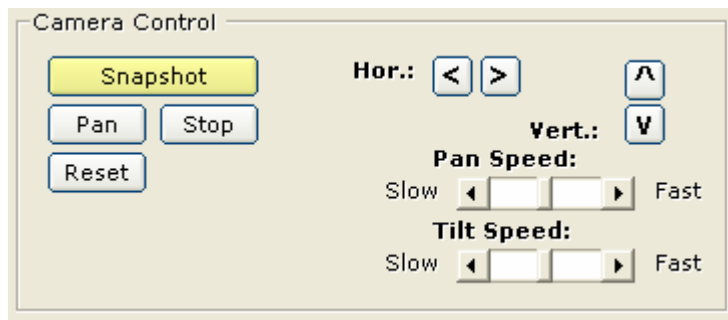 Camera Control
Snapshot
Pan Stop
Reset
Hor.: < >
^
Vert.: V
Pan Speed:
Slow Fast
Tilt Speed:
Slow Fast